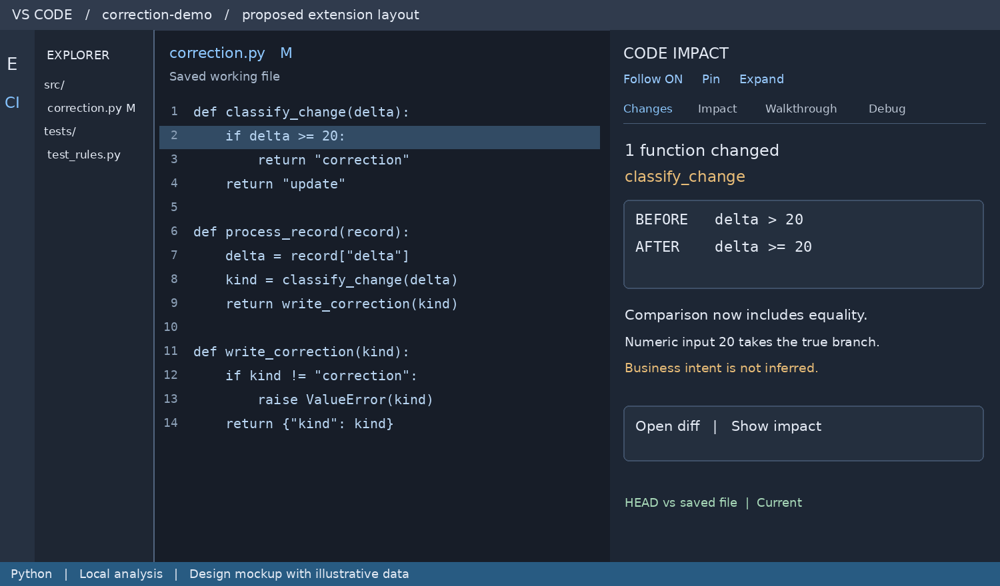 VS CODE / correction-demo / proposed extension layout
E
CI
EXPLORER
src/
correction.py M
tests/
test_rules.py
correction.py M
Saved working file
1 def classify_change(delta):
2     if delta >= 20:
3         return "correction"
4     return "update"
5
6 def process_record(record):
7     delta = record["delta"]
8     kind = classify_change(delta)
9     return write_correction(kind)
10
11 def write_correction(kind):
12     if kind != "correction":
13         raise ValueError(kind)
14     return {"kind": kind}
CODE IMPACT
Follow ON Pin Expand
Changes Impact Walkthrough Debug
1 function changed
classify_change
BEFORE delta > 20
AFTER delta >= 20
Comparison now includes equality.
Numeric input 20 takes the true branch.
Business intent is not inferred.
Open diff | Show impact
HEAD vs saved file | Current
Python | Local analysis | Design mockup with illustrative data